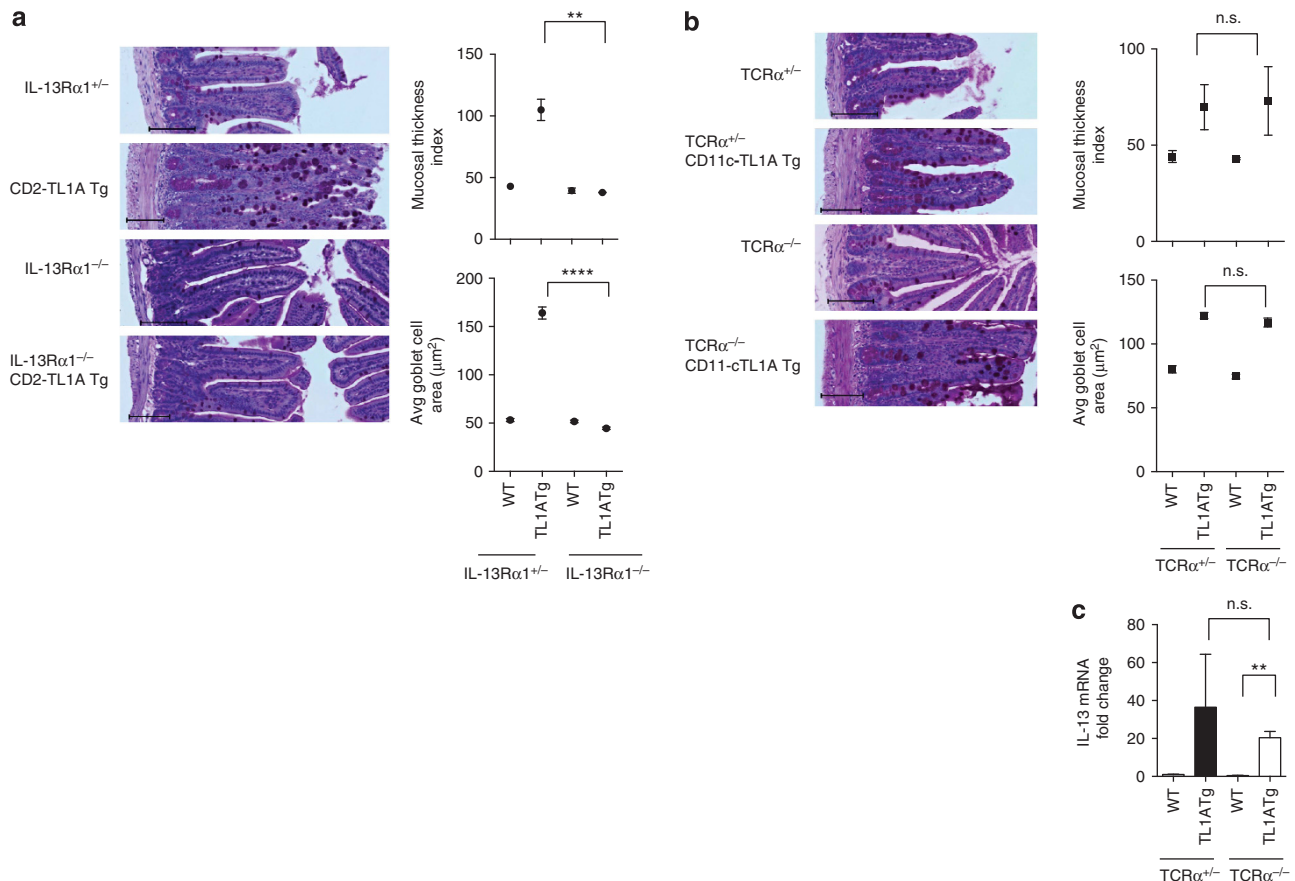 a
IL-13Rα1+/–
CD2-TL1A Tg
IL-13Rα1–/–
IL-13Rα1–/–
CD2-TL1A Tg
Mucosal thickness
index
150
100
50
0
**
Avg goblet cell
area (μm2)
200
150
100
50
0
****
WT
TL1ATg
WT
TL1ATg
IL-13Rα1+/–
IL-13Rα1–/–
b
TCRα+/–
TCRα+/–
CD11c-TL1A Tg
TCRα–/–
TCRα–/–
CD11-cTL1A Tg
Mucosal thickness
index
100
50
0
n.s.
Avg goblet cell
area (μm2)
150
100
50
0
n.s.
WT
TL1ATg
WT
TL1ATg
TCRα+/–
TCRα–/–
c
IL-13 mRNA
fold change
80
60
40
20
0
n.s.
**
WT
TL1ATg
WT
TL1ATg
TCRα+/–
TCRα–/–